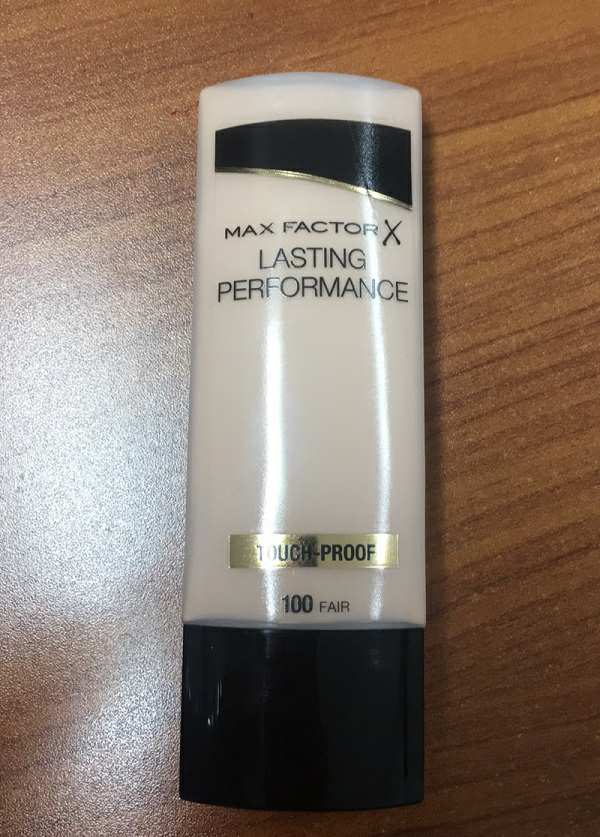 MAX FACTOR X
LASTING
PERFORMANCE
TOUCH-PROOF
100 FAIR